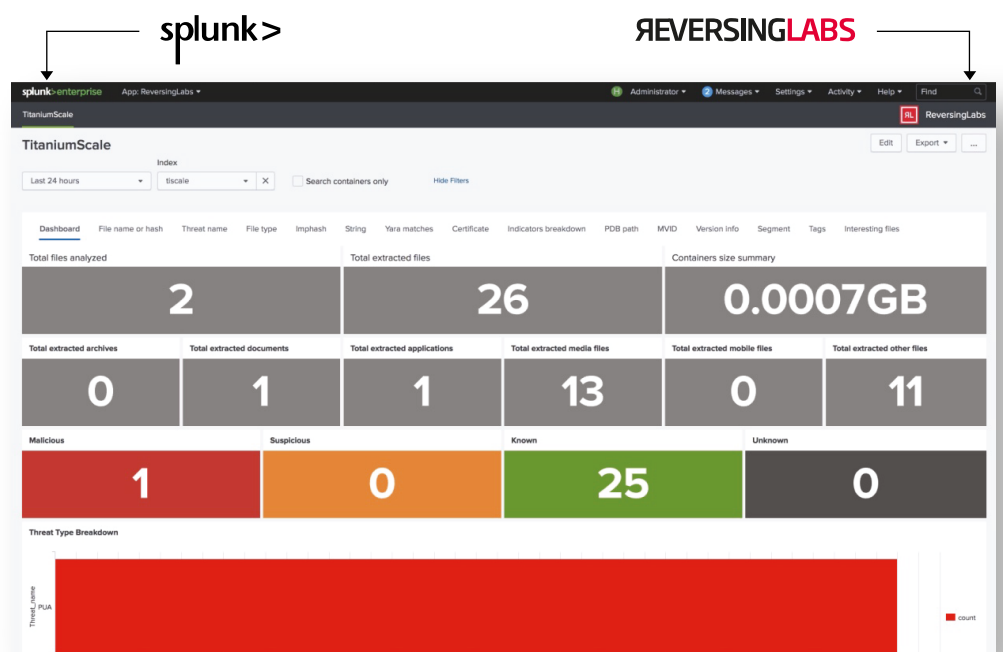 splunk>
REVERSINGLABS
splunk>enterprise App: ReversingLabs Administrator 2 Messages Settings Activity Help Find
TitaniumScale RL ReversingLabs
TitaniumScale Edit Export ...
Index
Last 24 hours tiscale Search containers only Hide Filters
Dashboard File name or hash Threat name File type Imphash String Yara matches Certificate Indicators breakdown PDB path MVID Version info Segment Tags Interesting files
Total files analyzed Total extracted files Containers size summary
2 26 0.0007GB
Total extracted archives Total extracted documents Total extracted applications Total extracted media files Total extracted mobile files Total extracted other files
0 1 1 13 0 11
Malicious Suspicious Known Unknown
1 0 25 0
Threat Type Breakdown
Threat_name
PUA
count